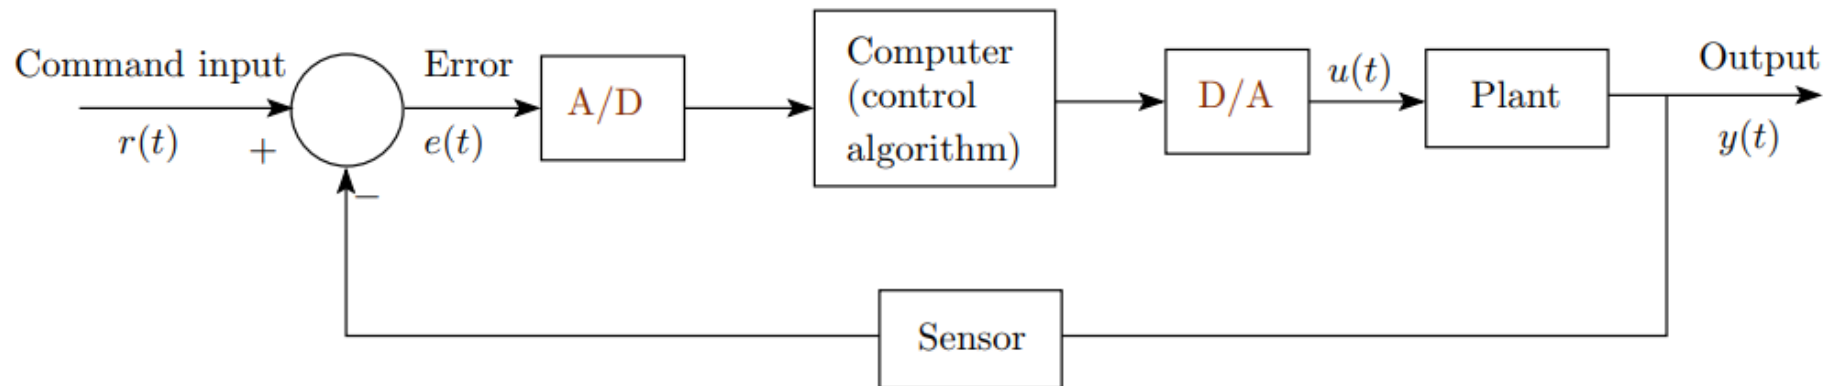 Command input
r(t)
+
−
Error
e(t)
A/D
Computer
(control
algorithm)
D/A
u(t)
Plant
Output
y(t)
Sensor